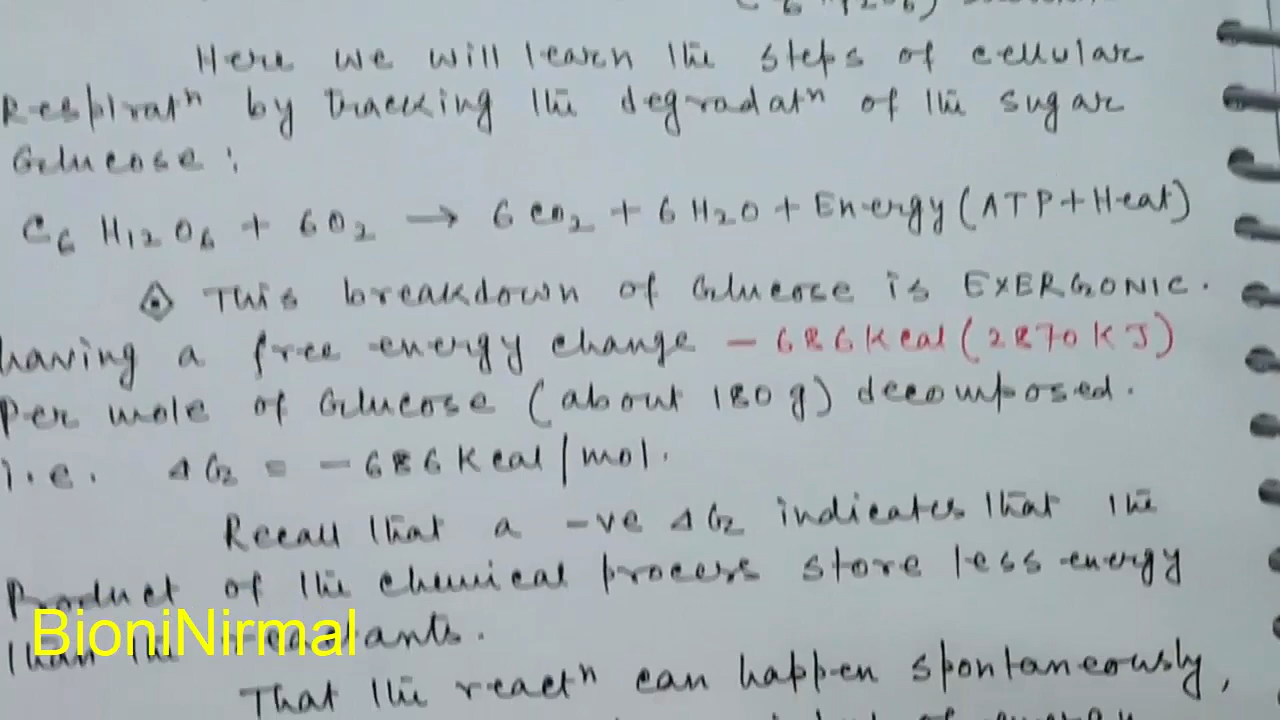 Here we will learn the steps of cellular
Respiratⁿ by tracking the degradatⁿ of the sugar
Glucose :
C₆ H₁₂ O₆ + 6O₂ → 6CO₂ + 6H₂O + Energy (ATP + Heat)
This breakdown of Glucose is EXERGONIC.
having a free energy change – 686 Kcal (2870 KJ)
Per mole of Glucose (about 180 g) decomposed.
i.e. ΔG = – 686 Kcal / mol.
Recall that a -ve ΔG indicates that the
Product of the chemical process store less energy
than the reactants.
BioniNirmal
That the reactⁿ can happen spontaneously,